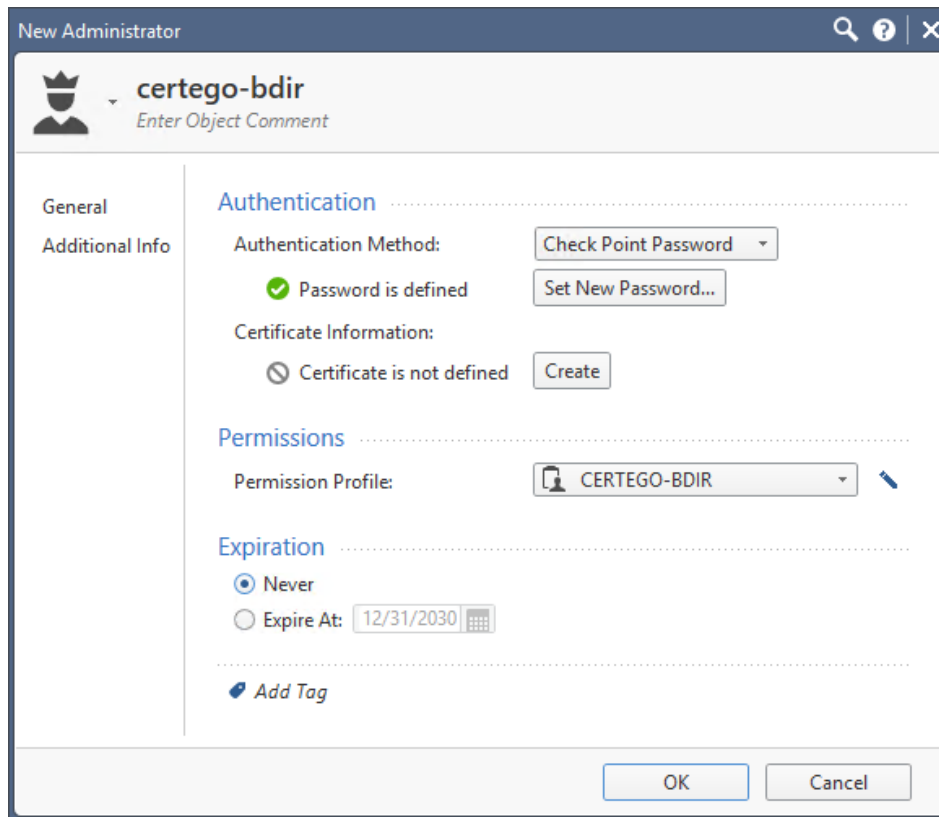 New Administrator
certego-bdir
Enter Object Comment
General
Additional Info
Authentication
Authentication Method: Check Point Password
Password is defined Set New Password...
Certificate Information:
Certificate is not defined Create
Permissions
Permission Profile: CERTEGO-BDIR
Expiration
Never
Expire At: 12/31/2030
Add Tag
OK Cancel